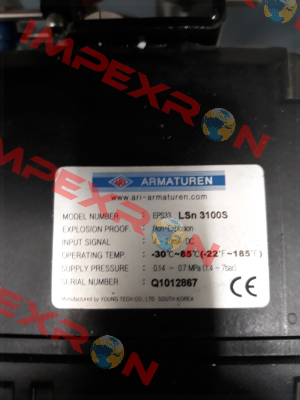 IMPEXRON
ARI ARMATUREN
www.ari-armaturen.com
MODEL NUMBER : EPS33 LSn 3100S
EXPLOSION PROOF : Non-Explosion
INPUT SIGNAL : DC
OPERATING TEMP. : -30℃~85℃(-22℉~185℉)
SUPPLY PRESSURE : 0.14 ~ 0.7 MPa (1.4 ~ 7bar)
SERIAL NUMBER : Q1012867
CE
Manufactured by YOUNG TECH CO., LTD. SOUTH KOREA